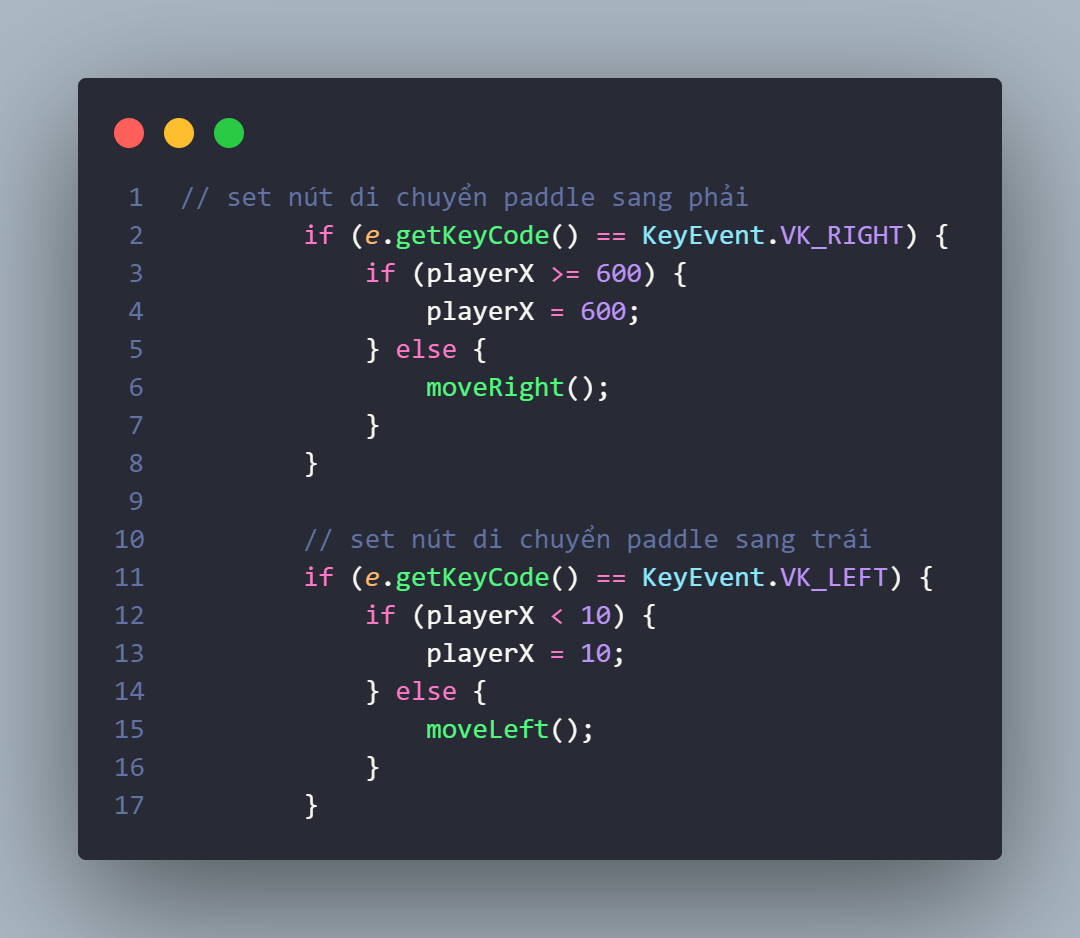 1 // set nút di chuyển paddle sang phải
2 if (e.getKeyCode() == KeyEvent.VK_RIGHT) {
3 if (playerX >= 600) {
4 playerX = 600;
5 } else {
6 moveRight();
7 }
8 }
9
10 // set nút di chuyển paddle sang trái
11 if (e.getKeyCode() == KeyEvent.VK_LEFT) {
12 if (playerX < 10) {
13 playerX = 10;
14 } else {
15 moveLeft();
16 }
17 }